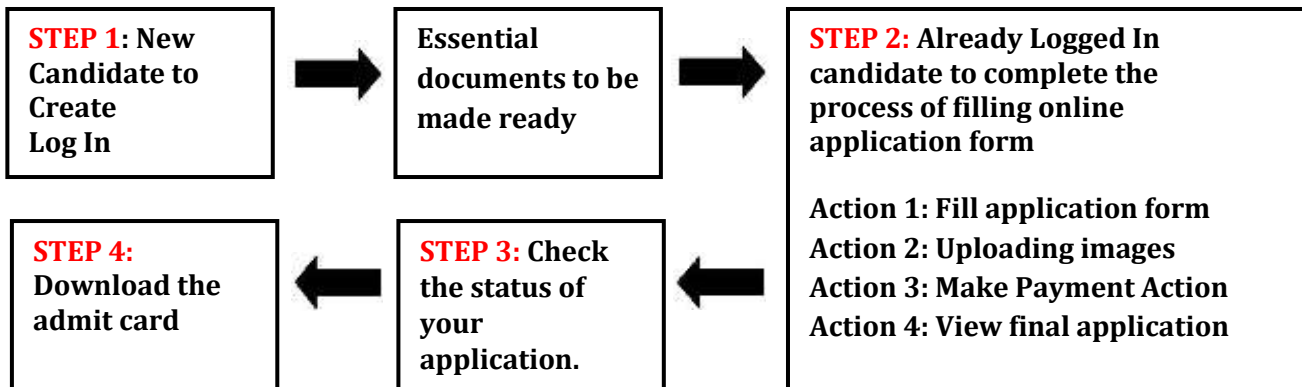 STEP 1: New
Candidate to
Create
Log In
Essential
documents to be
made ready
STEP 2: Already Logged In
candidate to complete the
process of filling online
application form
Action 1: Fill application form
Action 2: Uploading images
Action 3: Make Payment Action
Action 4: View final application
STEP 3: Check
the status of
your
application.
STEP 4:
Download the
admit card